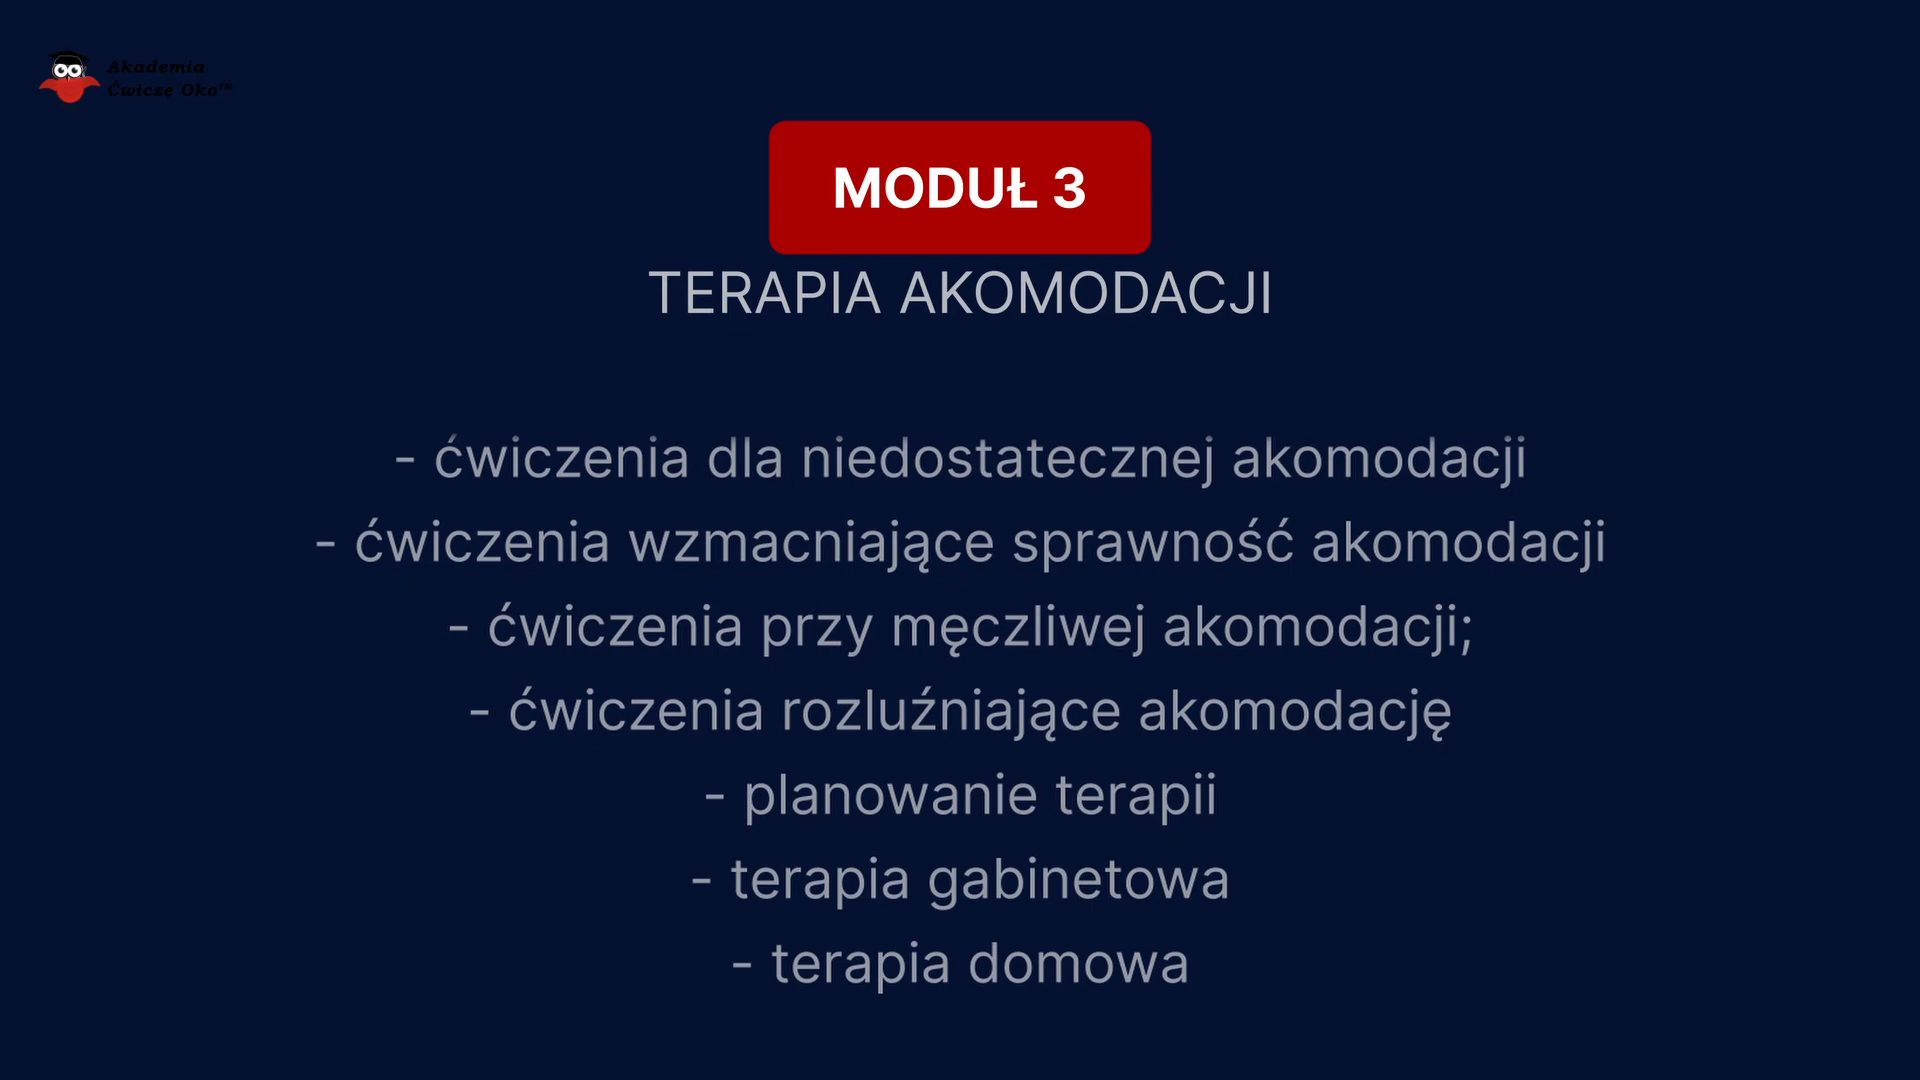 Akademia
Ćwiczę Oko™
MODUŁ 3
TERAPIA AKOMODACJI
- ćwiczenia dla niedostatecznej akomodacji
- ćwiczenia wzmacniające sprawność akomodacji
- ćwiczenia przy męczliwej akomodacji;
- ćwiczenia rozluźniające akomodację
- planowanie terapii
- terapia gabinetowa
- terapia domowa